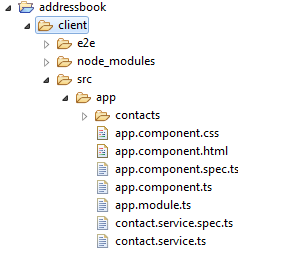 addressbook
client
e2e
node_modules
src
app
contacts
app.component.css
app.component.html
app.component.spec.ts
app.component.ts
app.module.ts
contact.service.spec.ts
contact.service.ts